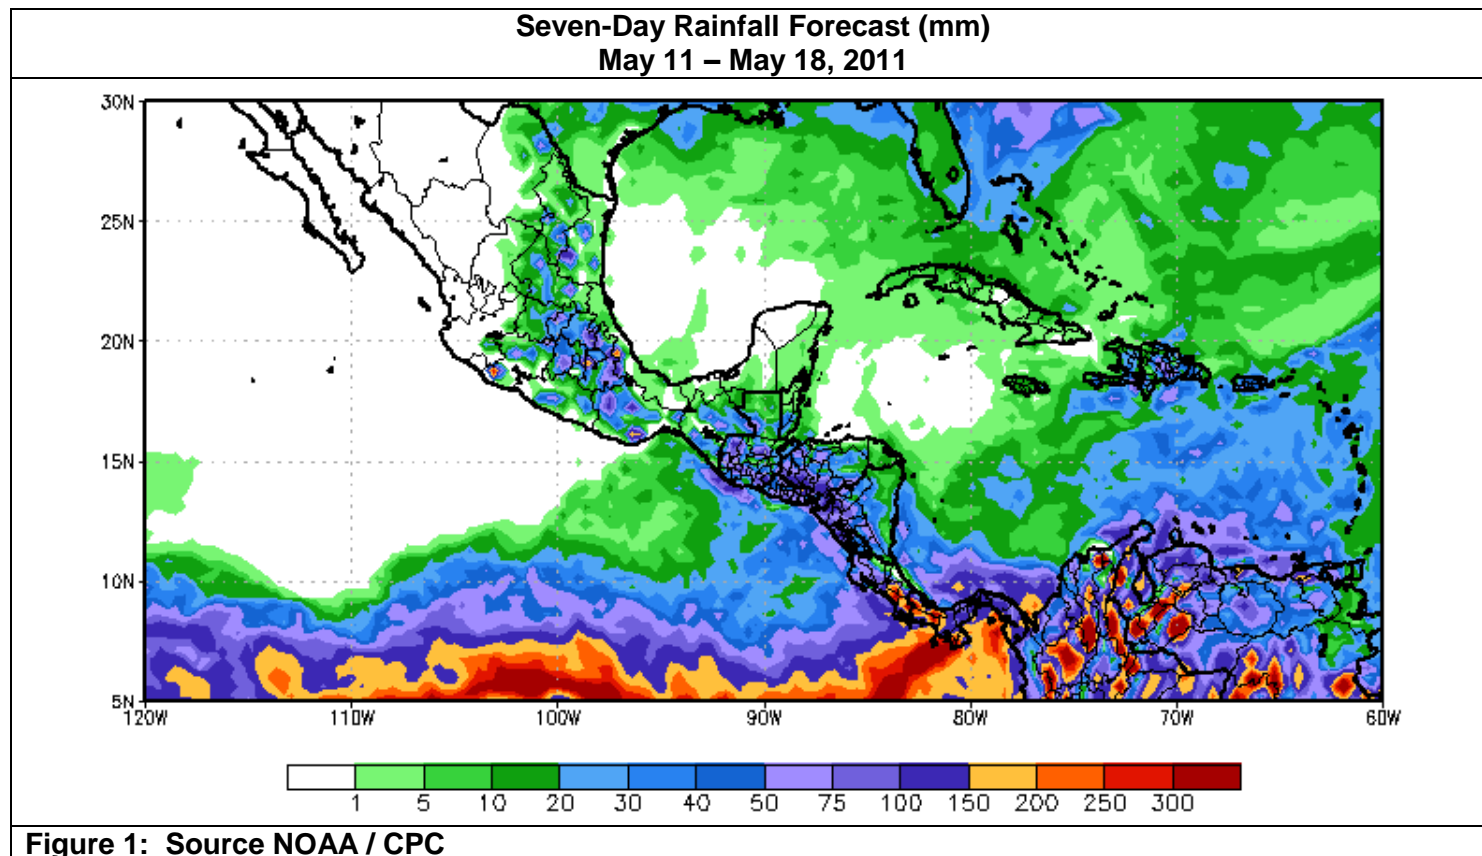 Seven-Day Rainfall Forecast (mm)
May 11 – May 18, 2011
30N
25N
20N
15N
10N
5N
120W 110W 100W 90W 80W 70W 60W
1 5 10 20 30 40 50 75 100 150 200 250 300
Figure 1: Source NOAA / CPC